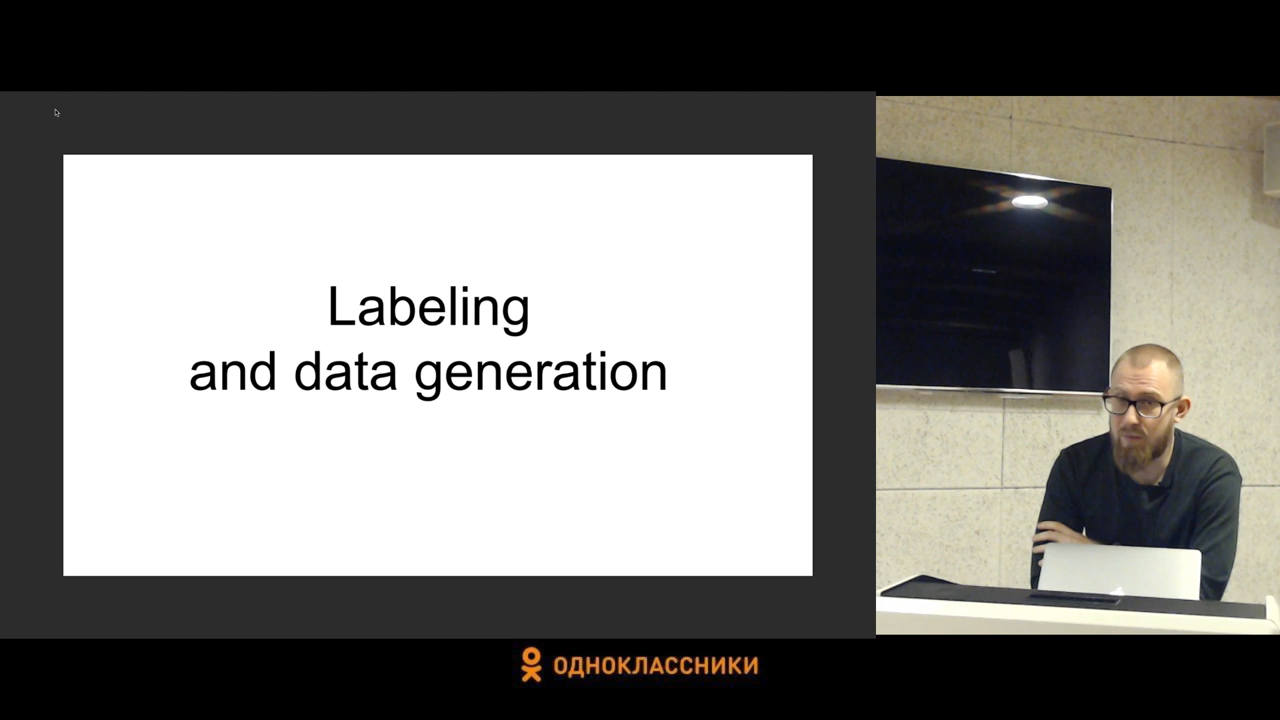 Labeling
and data generation
ОДНОКЛАССНИКИ